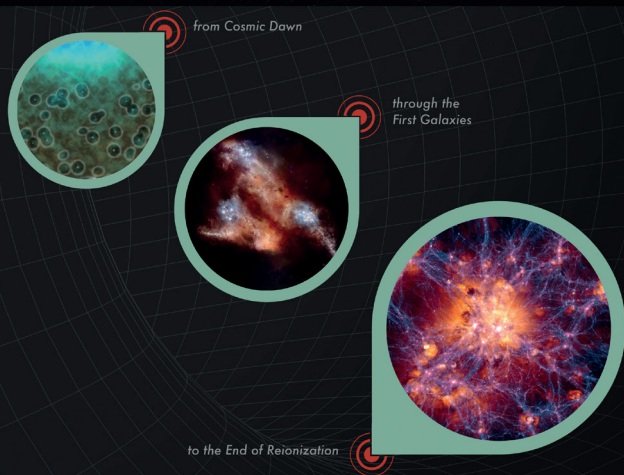 from Cosmic Dawn
through the
First Galaxies
to the End of Reionization